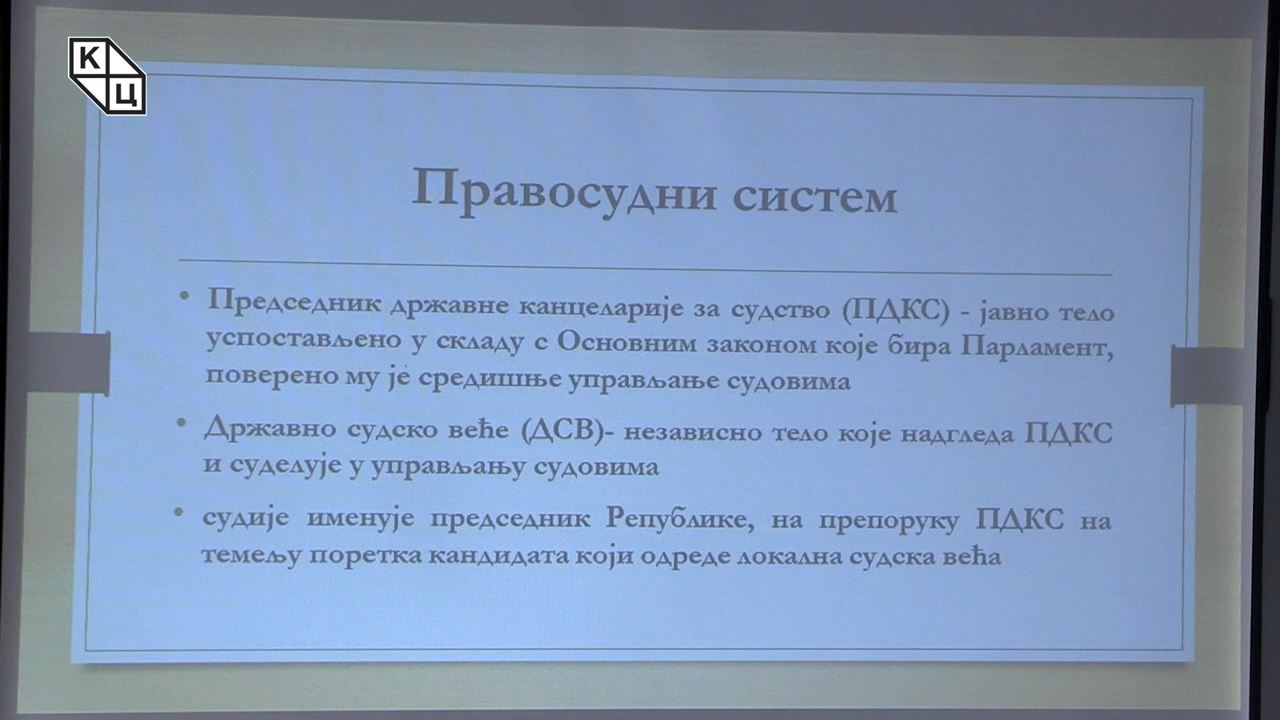 К
Ц
Правосудни систем
• Председник државне канцеларије за судство (ПДКС) - јавно тело
успостављено у складу с Основним законом које бира Парламент,
поверено му је средишње управљање судовима
• Државно судско веће (ДСВ)- независно тело које надгледа ПДКС
и суделује у управљању судовима
• судије именује председник Републике, на препоруку ПДКС на
темељу поретка кандидата који одреде локална судска већа